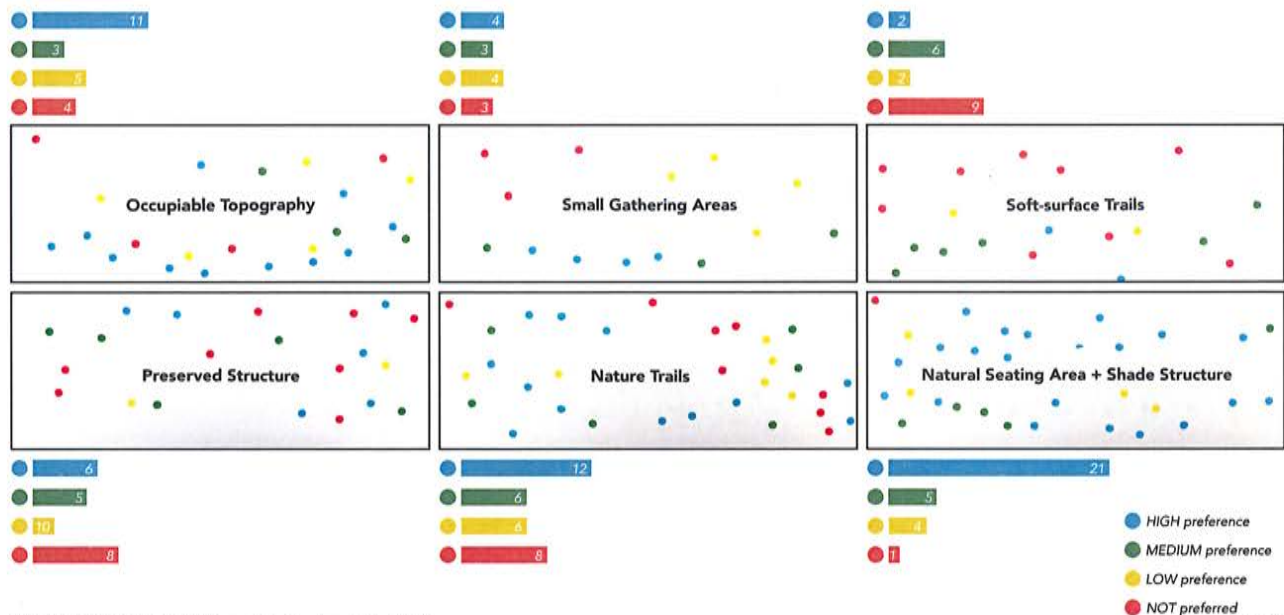 11
3
5
4
4
3
4
3
2
6
2
9
Occupiable Topography
Small Gathering Areas
Soft-surface Trails
Preserved Structure
Nature Trails
Natural Seating Area + Shade Structure
6
5
10
8
12
6
6
8
21
5
4
1
HIGH preference
MEDIUM preference
LOW preference
NOT preferred